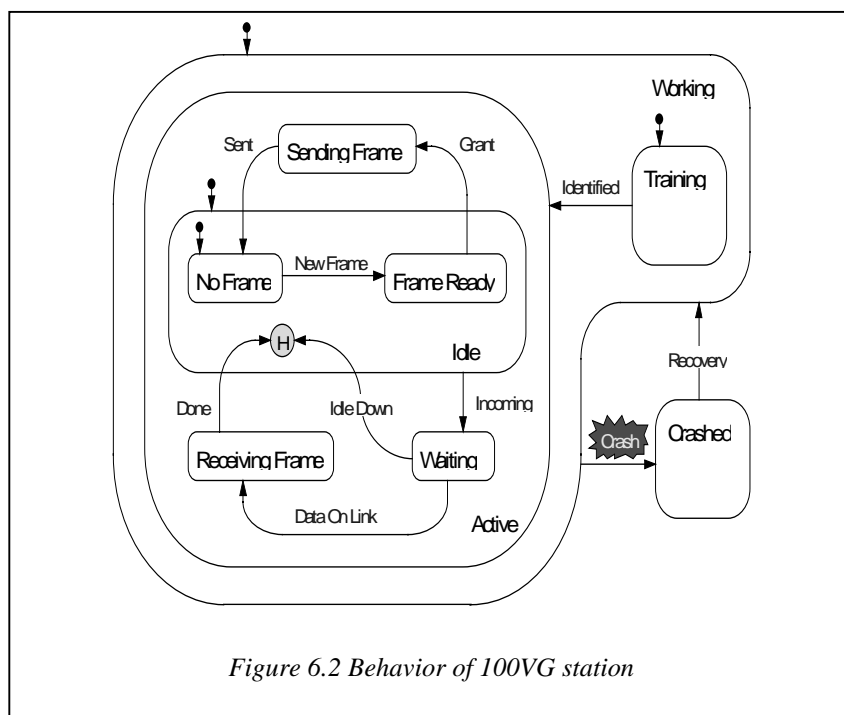 Working
Sent
Sending Frame
Grant
Identified
Training
No Frame
New Frame
Frame Ready
H
Idle
Recovery
Done
Idle Down
Incoming
Crash
Crashed
Receiving Frame
Waiting
Data On Link
Active
Figure 6.2 Behavior of 100VG station